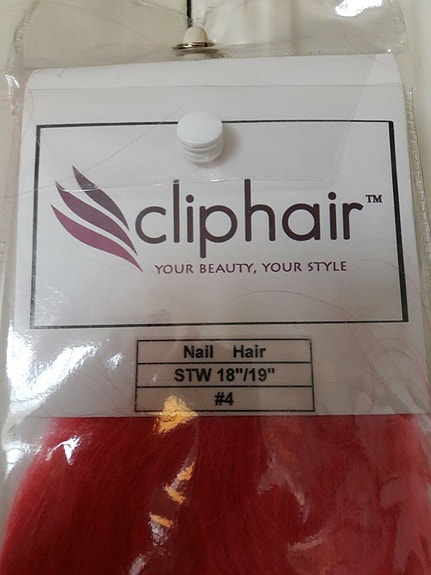 cliphair™
YOUR BEAUTY, YOUR STYLE
Nail Hair
STW 18"/19"
#4